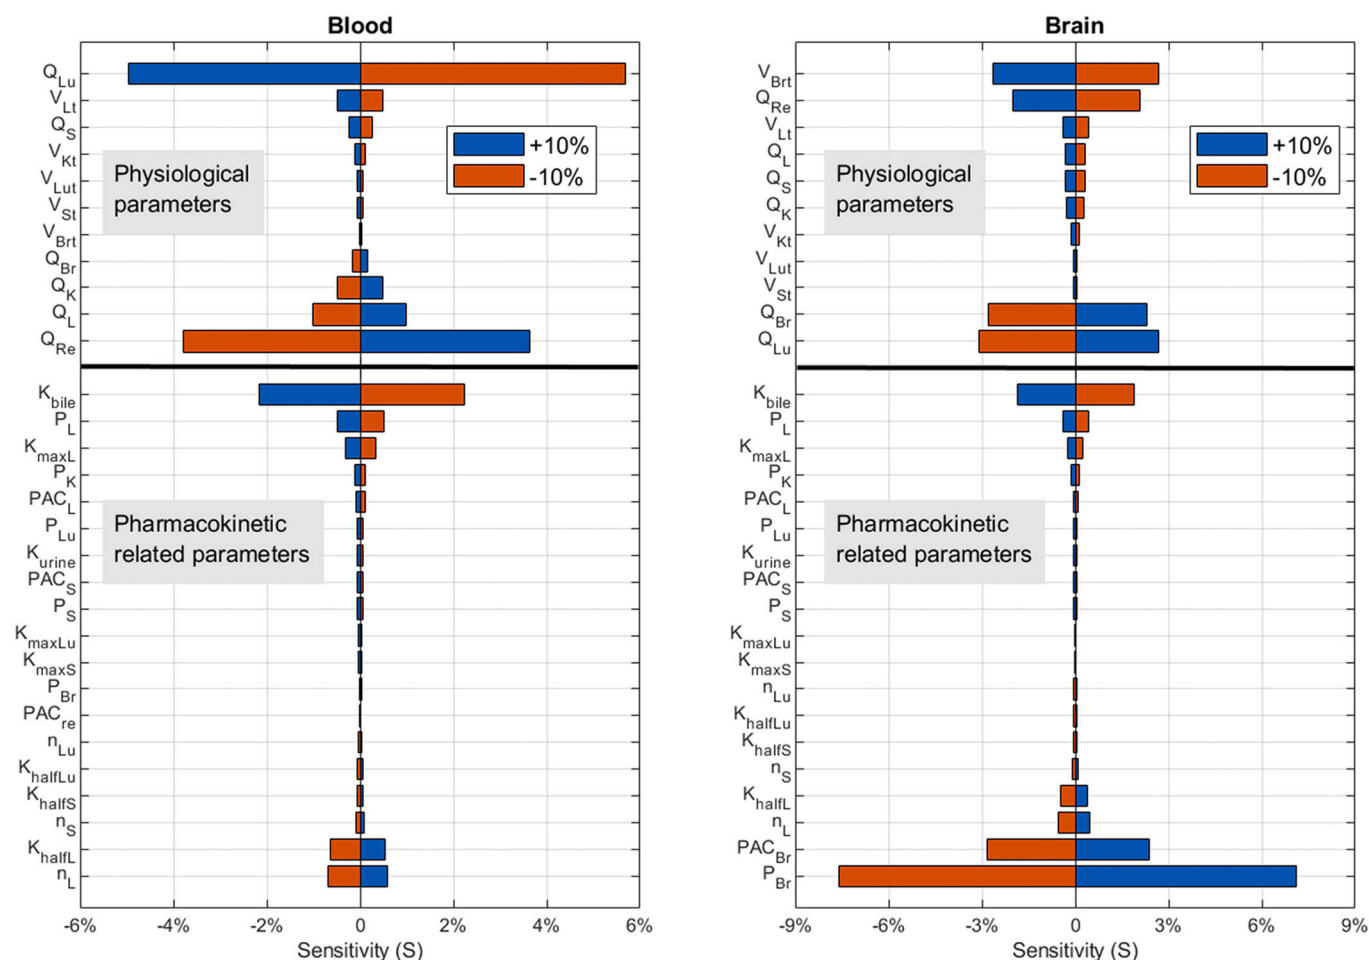 Blood
Q_Lu
V_Lt
Q_S
V_Kt
V_Lut
V_St
V_Brt
Q_Br
Q_K
Q_L
Q_Re
+10%
-10%
Physiological
parameters
K_bile
P_L
K_maxL
P_K
PAC_L
P_Lu
K_urine
PAC_S
P_S
K_maxLu
K_maxS
P_Br
PAC_re
n_Lu
K_halfLu
K_halfS
n_S
K_halfL
n_L
Pharmacokinetic
related parameters
-6% -4% -2% 0 2% 4% 6%
Sensitivity (S)
Brain
V_Brt
Q_Re
V_Lt
Q_L
Q_S
Q_K
V_Kt
V_Lut
V_St
Q_Br
Q_Lu
+10%
-10%
Physiological
parameters
K_bile
P_L
K_maxL
P_K
PAC_L
P_Lu
K_urine
PAC_S
P_S
K_maxLu
K_maxS
n_Lu
K_halfLu
K_halfS
n_S
K_halfL
n_L
PAC_Br
P_Br
Pharmacokinetic
related parameters
-9% -6% -3% 0 3% 6% 9%
Sensitivity (S)